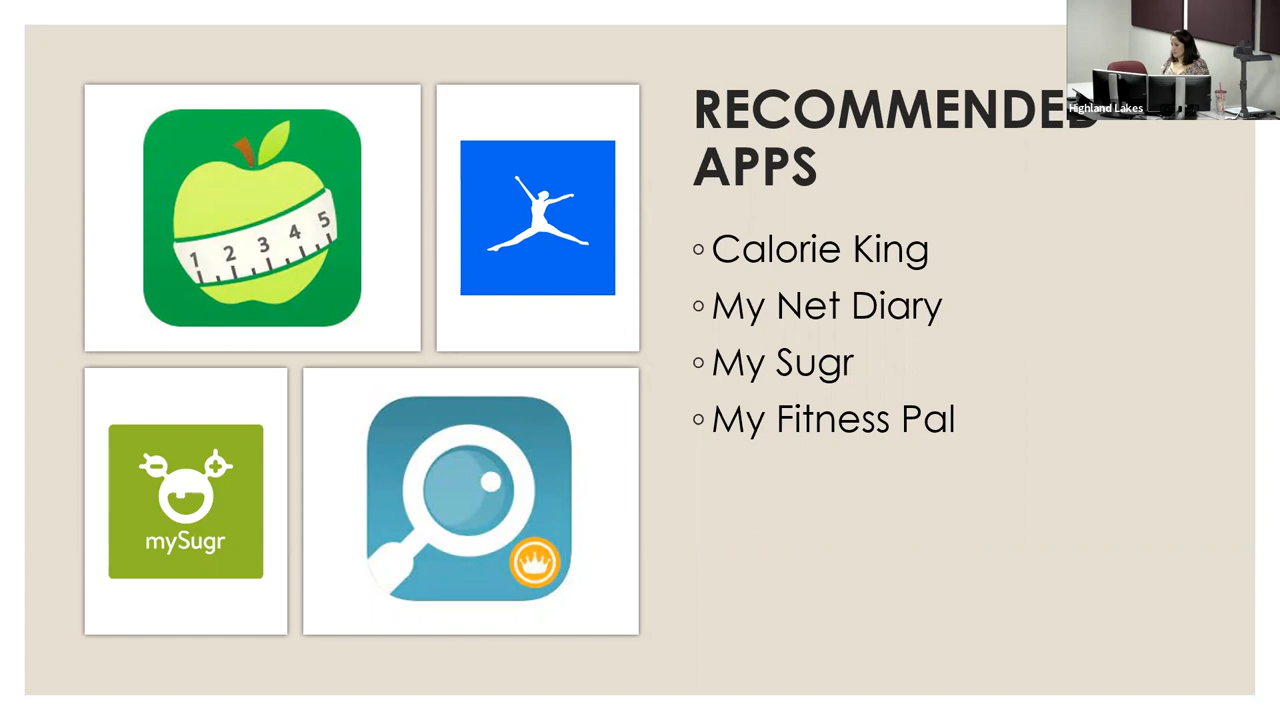 RECOMMENDED
APPS
Highland Lakes
Calorie King
My Net Diary
My Sugr
My Fitness Pal
1 2 3 4 5
mySugr